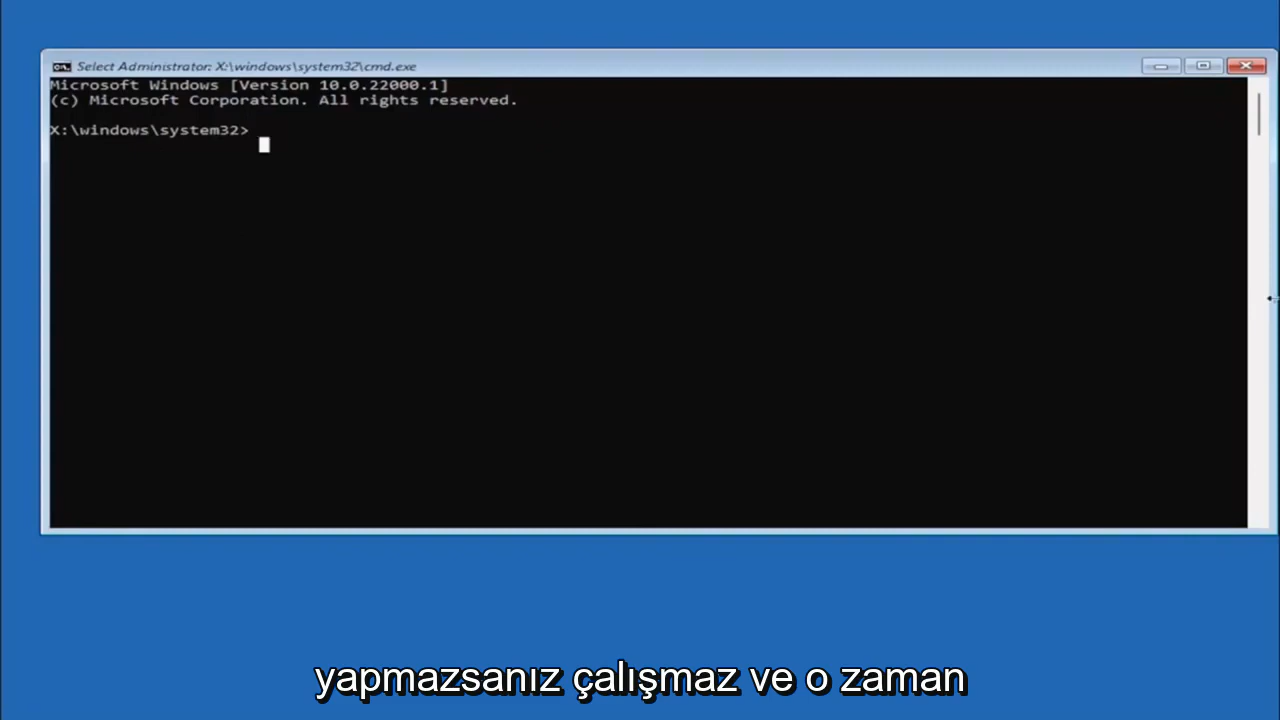 Select Administrator: X:\windows\system32\cmd.exe
Microsoft Windows [Version 10.0.22000.1]
(c) Microsoft Corporation. All rights reserved.
X:\windows\system32>
yapmazsanız çalışmaz ve o zaman